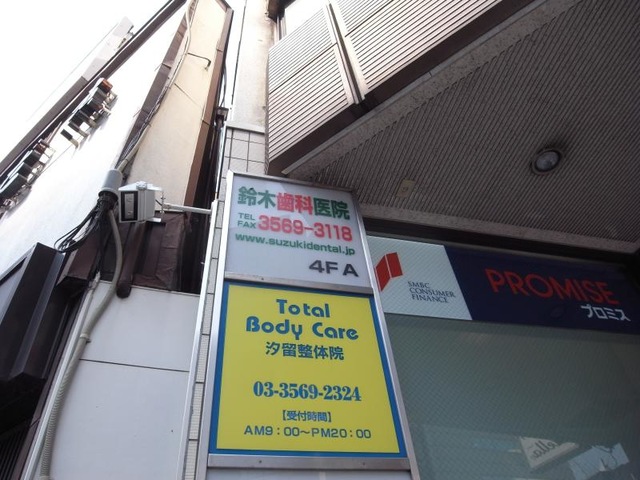 鈴木歯科医院
TEL
FAX 3569-3118
www.suzukidental.jp
4F A
Total
Body Care
汐留整体院
03-3569-2324
【受付時間】
AM9：00～PM20：00
SMBC
CONSUMER
FINANCE
PROMISE
プロミス